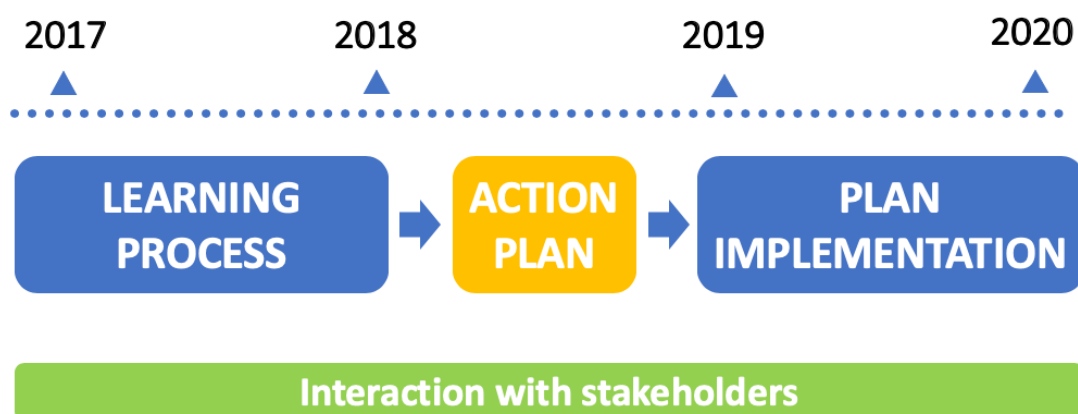 2017 2018 2019 2020
LEARNING
PROCESS
ACTION
PLAN
PLAN
IMPLEMENTATION
Interaction with stakeholders